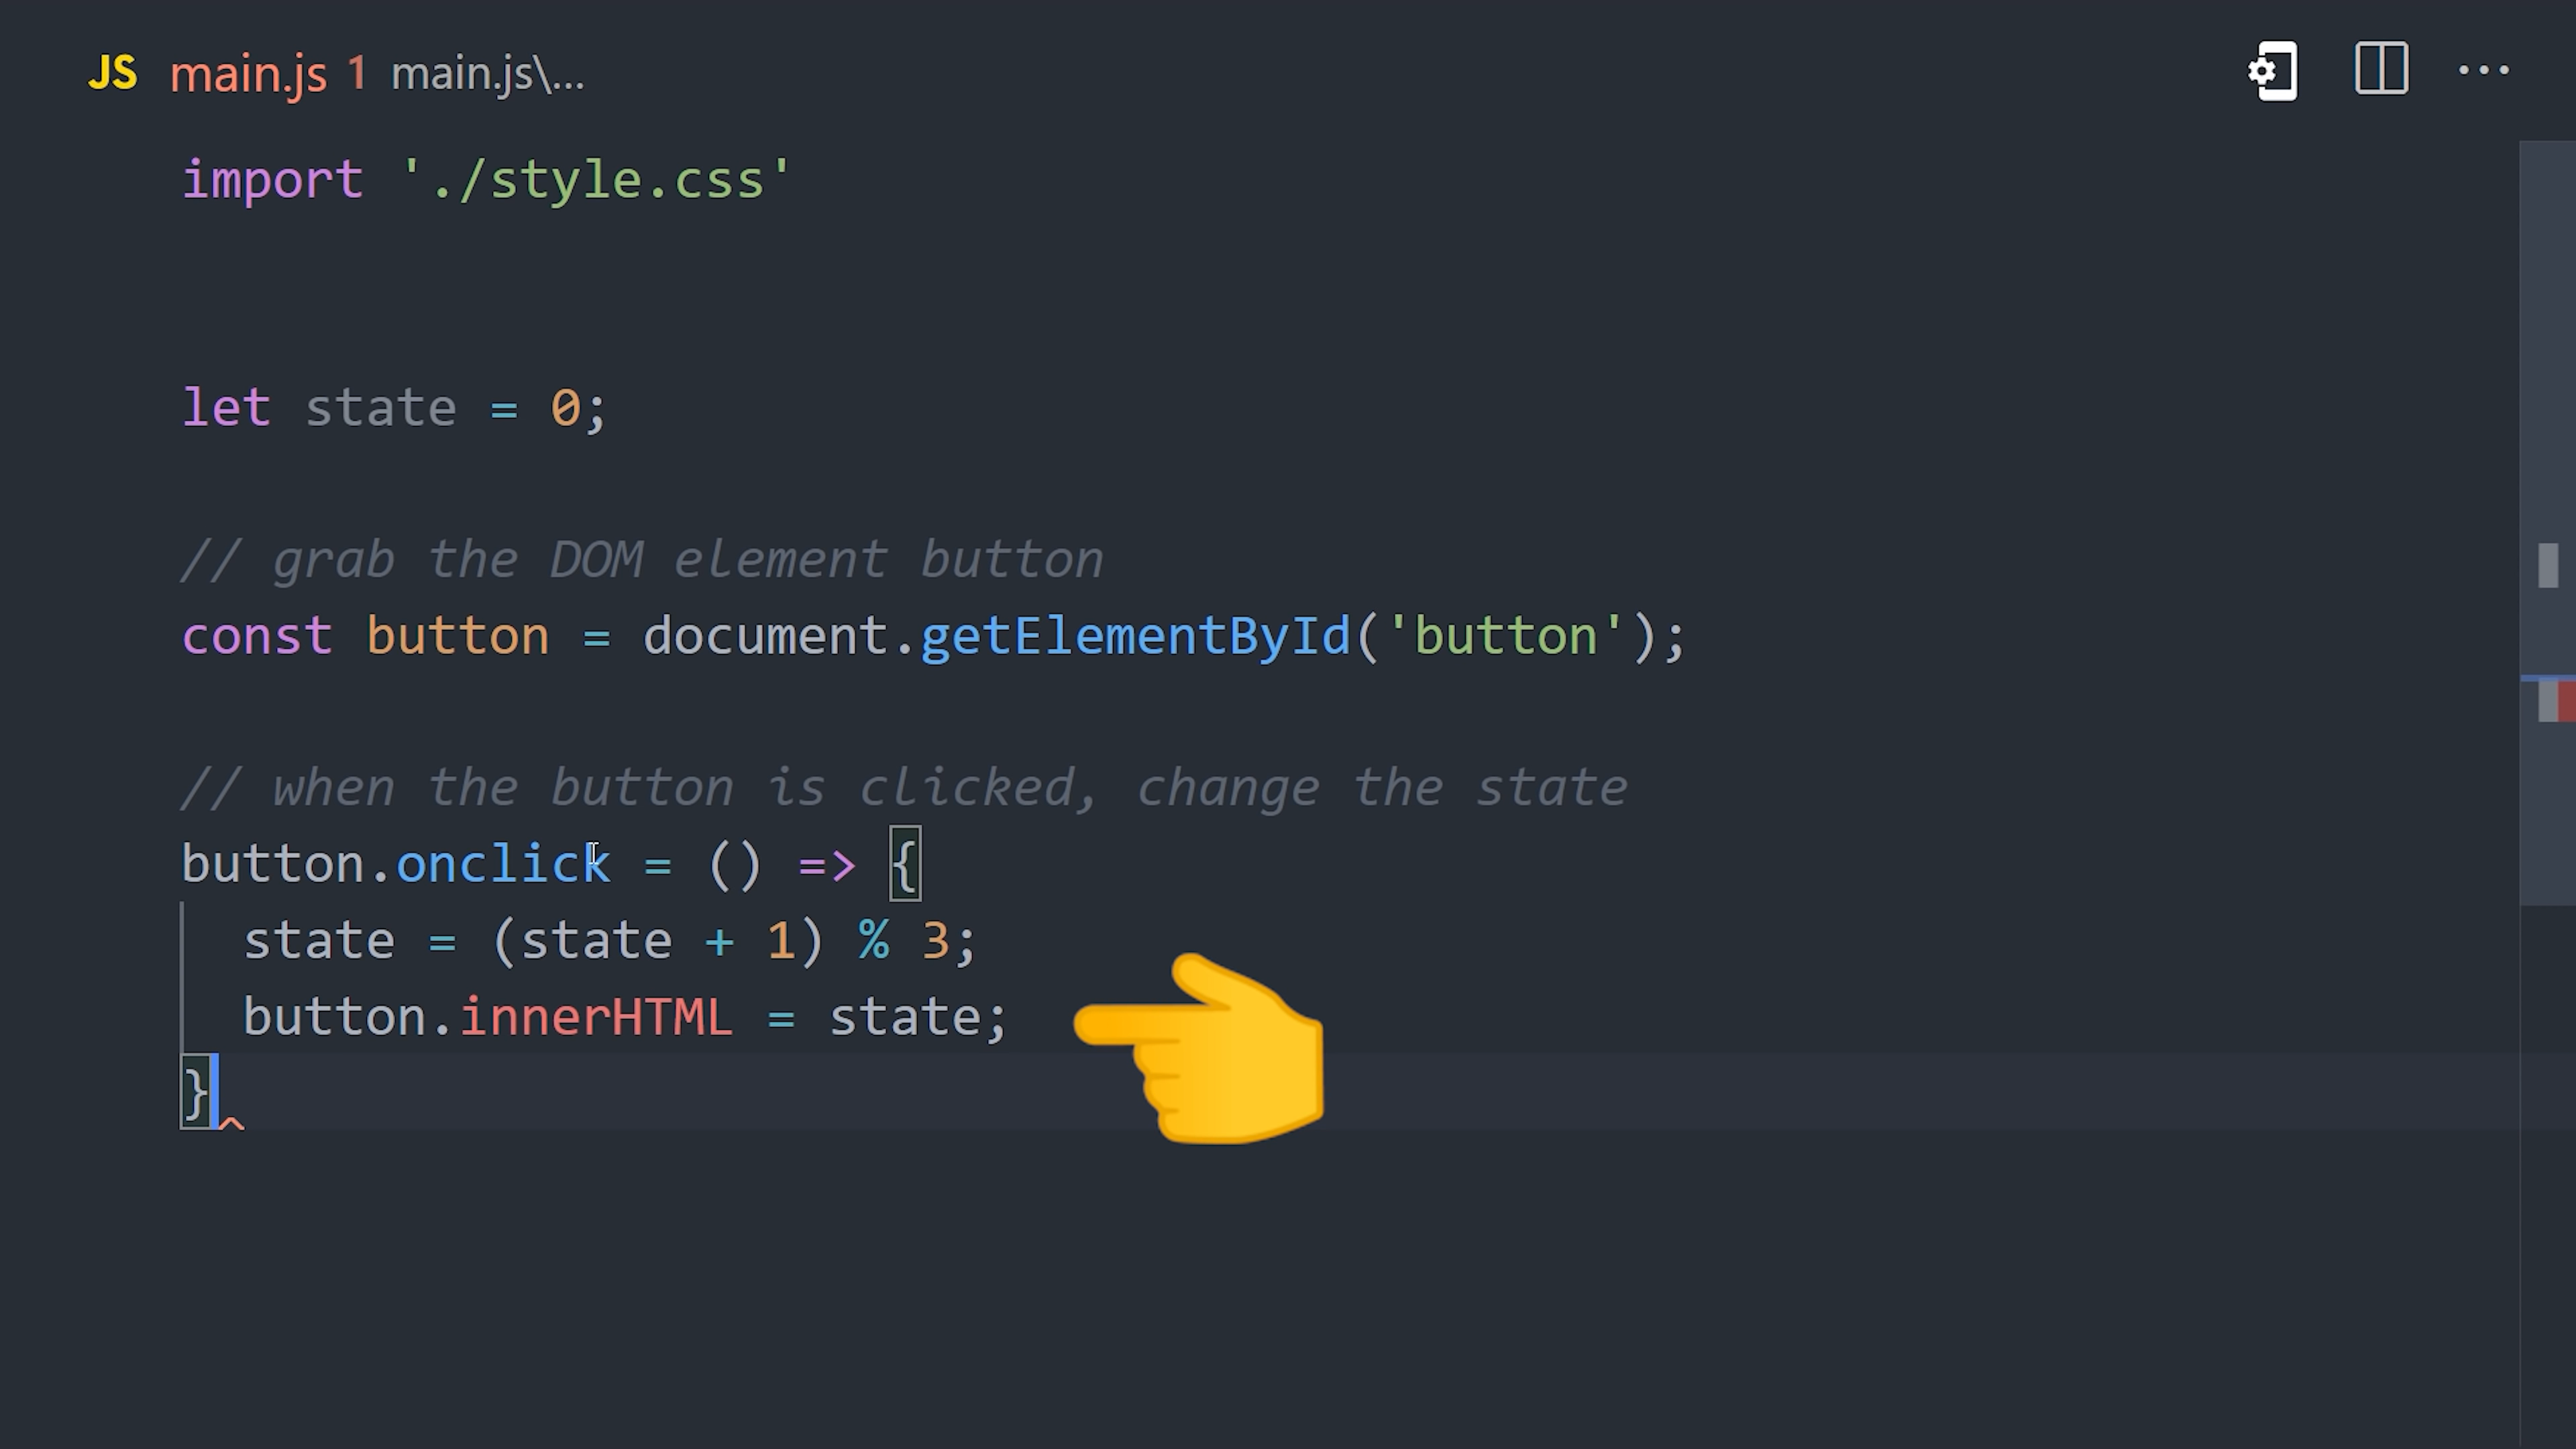 JS main.js 1 main.js\...
import './style.css'
let state = 0;
// grab the DOM element button
const button = document.getElementById('button');
// when the button is clicked, change the state
button.onclick = () => {
state = (state + 1) % 3;
button.innerHTML = state;
}